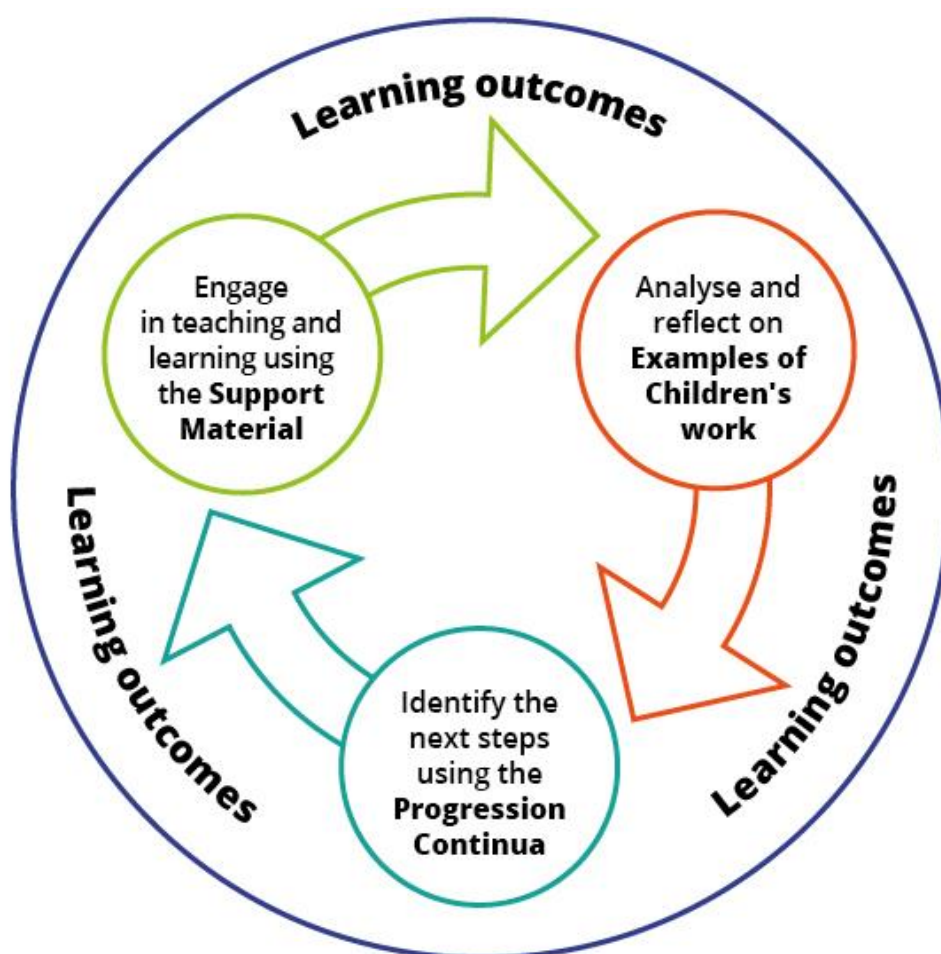 Learning outcomes
Engage
in teaching and
learning using
the Support
Material
Analyse and
reflect on
Examples of
Children's
work
Learning outcomes
Identify the
next steps
using the
Progression
Continua
Learning outcomes